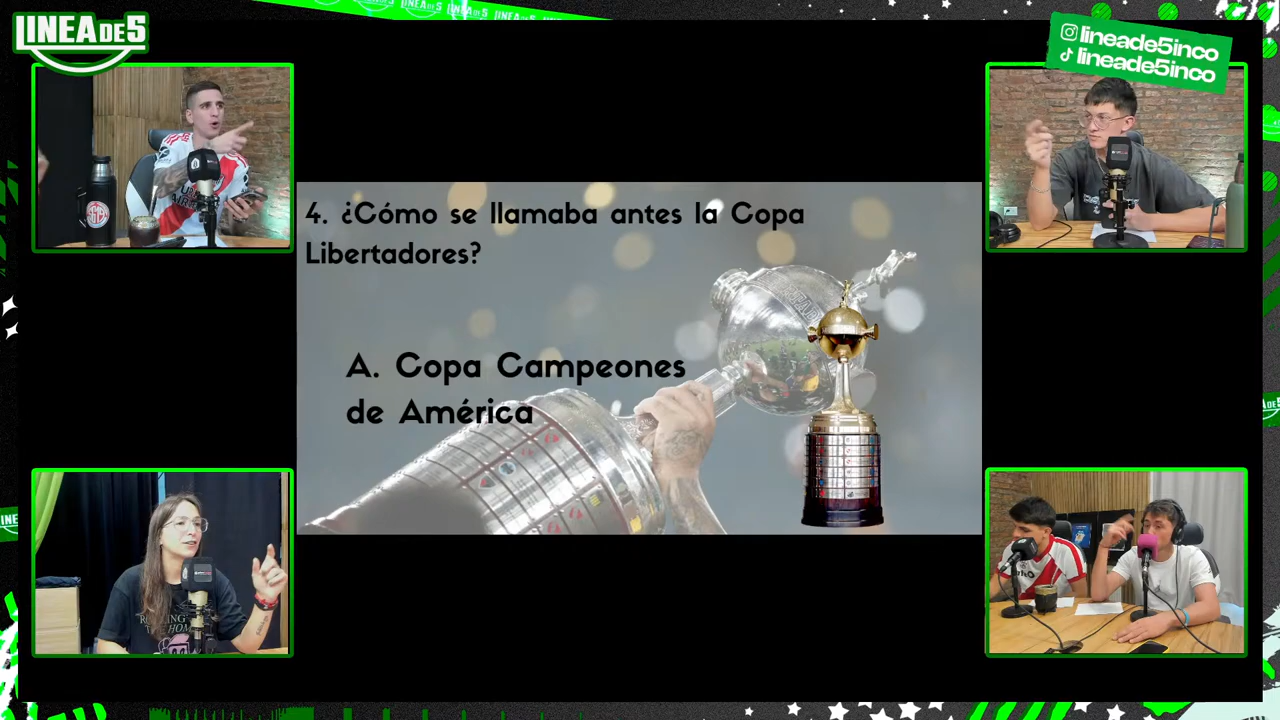 LINEA DE 5
lineade5inco
lineade5inco
4. ¿Cómo se llamaba antes la Copa
Libertadores?
A. Copa Campeones
de América